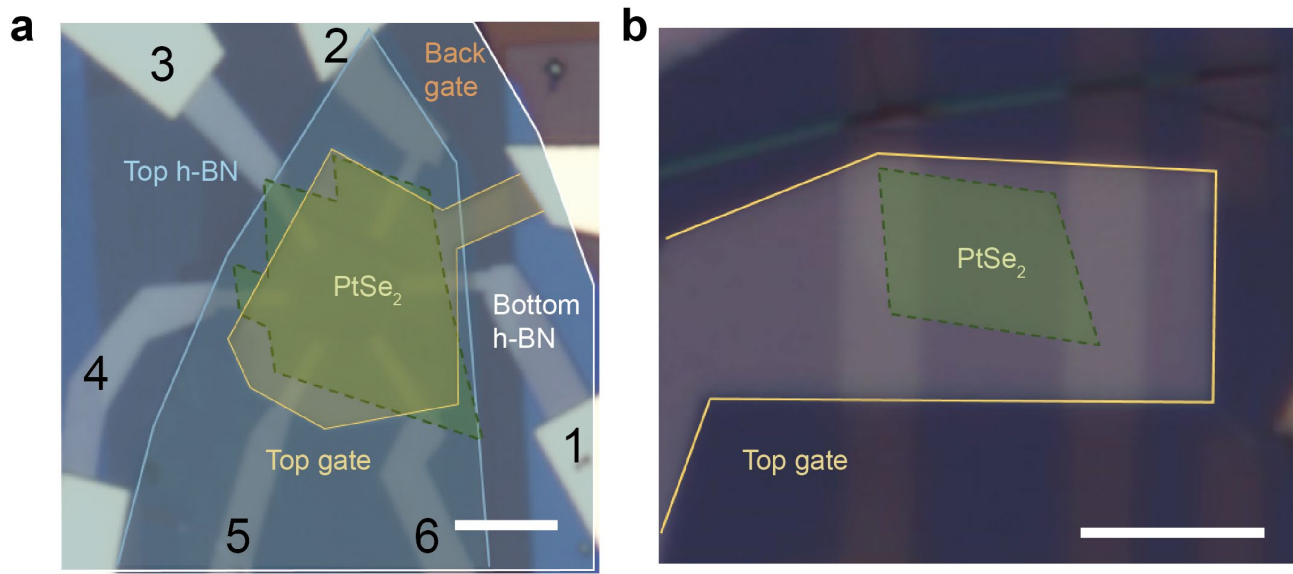 a
b
2
Back
gate
3
Top h-BN
PtSe₂
PtSe₂
Bottom
h-BN
4
1
Top gate
Top gate
5
6